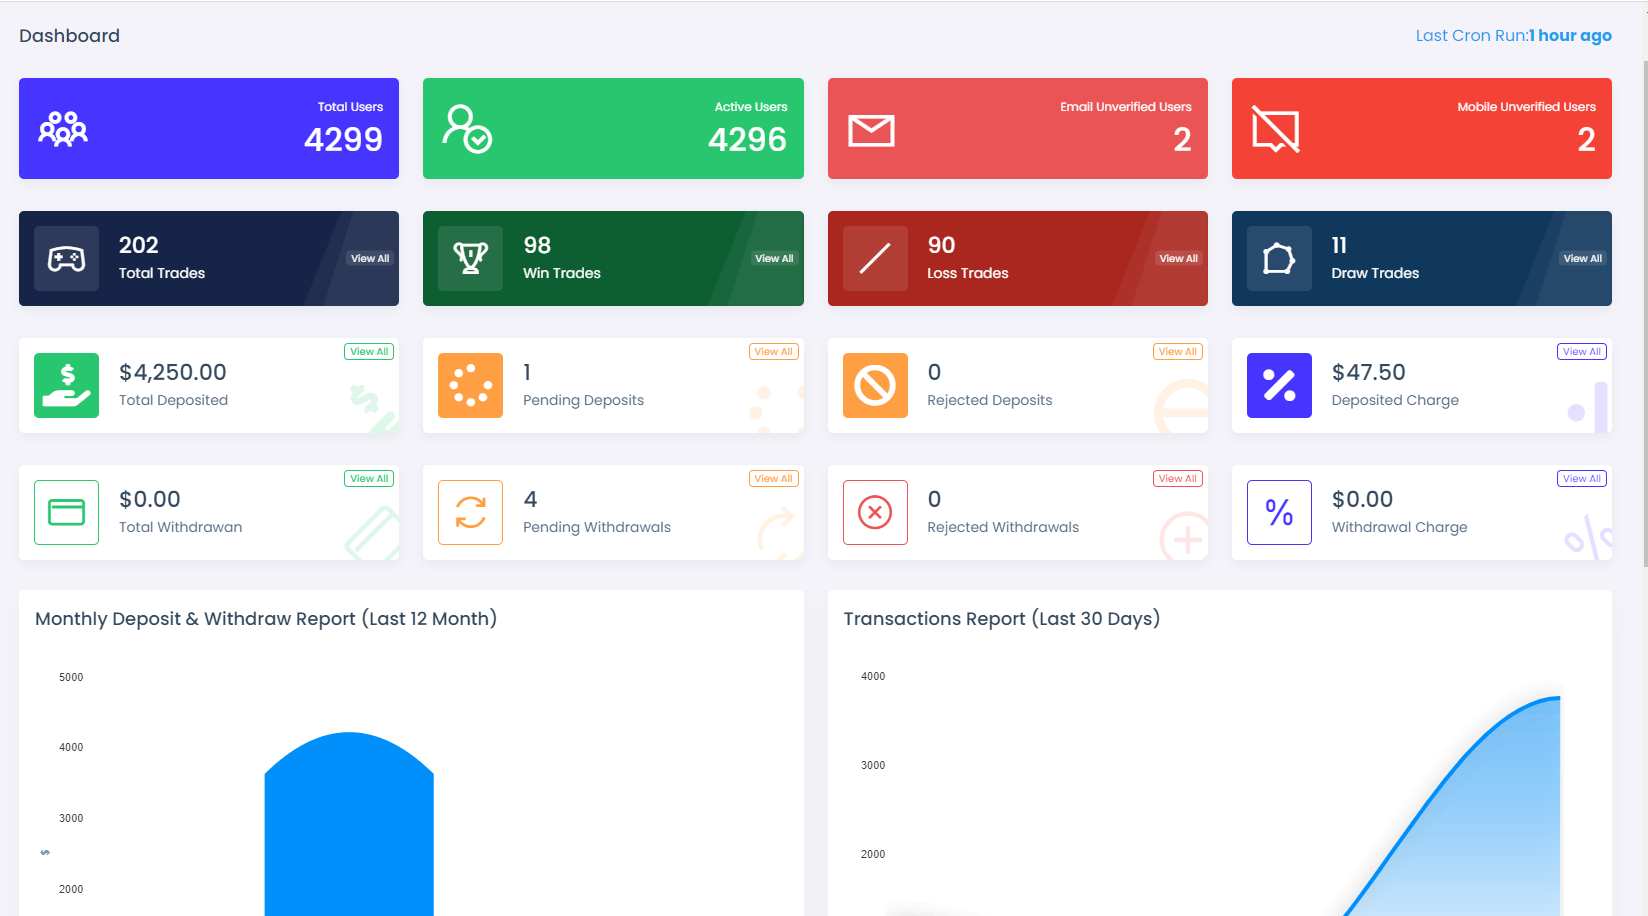 Dashboard
Last Cron Run:1 hour ago
Total Users
4299
Active Users
4296
Email Unverified Users
2
Mobile Unverified Users
2
202
Total Trades
View All
98
Win Trades
View All
90
Loss Trades
View All
11
Draw Trades
View All
$4,250.00
Total Deposited
View All
1
Pending Deposits
View All
0
Rejected Deposits
View All
$47.50
Deposited Charge
View All
$0.00
Total Withdrawan
View All
4
Pending Withdrawals
View All
0
Rejected Withdrawals
View All
$0.00
Withdrawal Charge
View All
Monthly Deposit & Withdraw Report (Last 12 Month)
5000
4000
3000
$
2000
Transactions Report (Last 30 Days)
4000
3000
2000